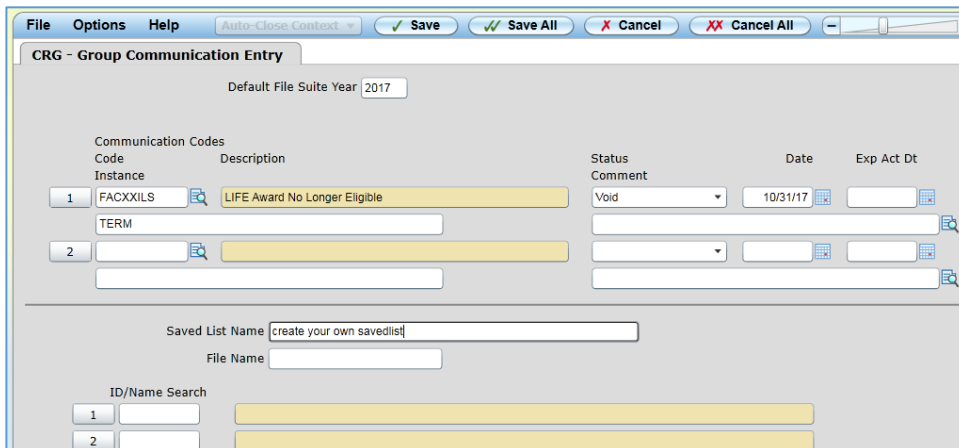 File Options Help Auto-Close Context Save Save All Cancel Cancel All
CRG - Group Communication Entry
Default File Suite Year 2017
Communication Codes
Code Description Status Date Exp Act Dt
Instance Comment
1 FACXXILS LIFE Award No Longer Eligible Void 10/31/17
TERM
2
Saved List Name create your own savedlist
File Name
ID/Name Search
1
2